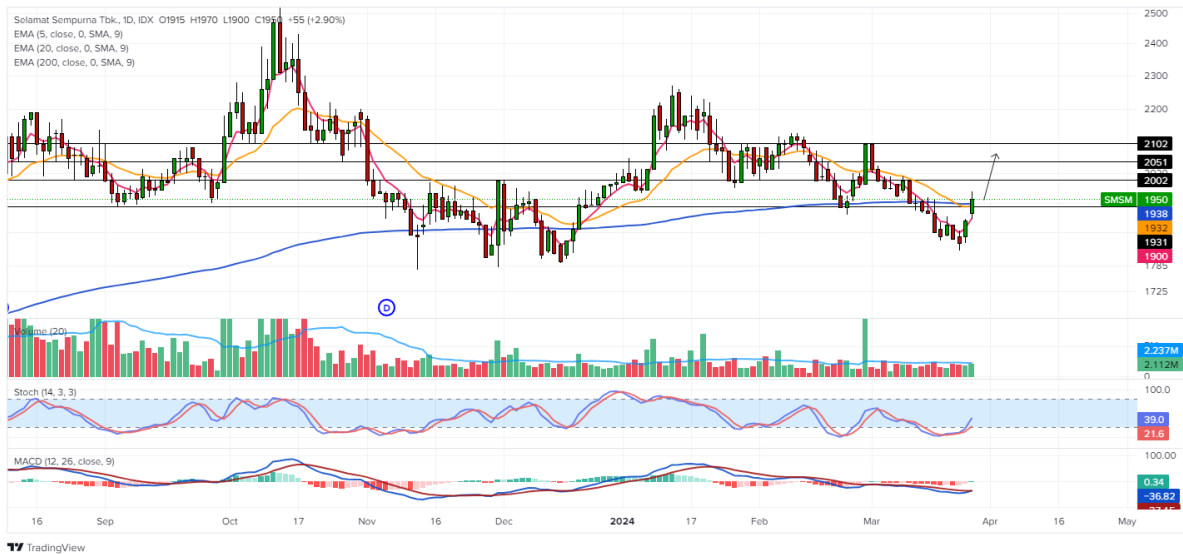 Selamat Sempurna Tbk., 1D, IDX O1915 H1970 L1900 C1950 +55 (+2.90%)
EMA (5, close, 0, SMA, 9)
EMA (20, close, 0, SMA, 9)
EMA (200, close, 0, SMA, 9)
2500
2400
2300
2200
2102
2051
2002
SMSM 1950
1938
1932
1931
1900
1785
1725
D
Volume (20)
2.237M
2.112M
0
Stoch (14, 3, 3)
100.0
39.0
21.6
MACD (12, 26, close, 9)
100.00
0.34
−36.82
16 Sep Oct 17 Nov 16 Dec 2024 17 Feb Mar Apr 16 May
TradingView